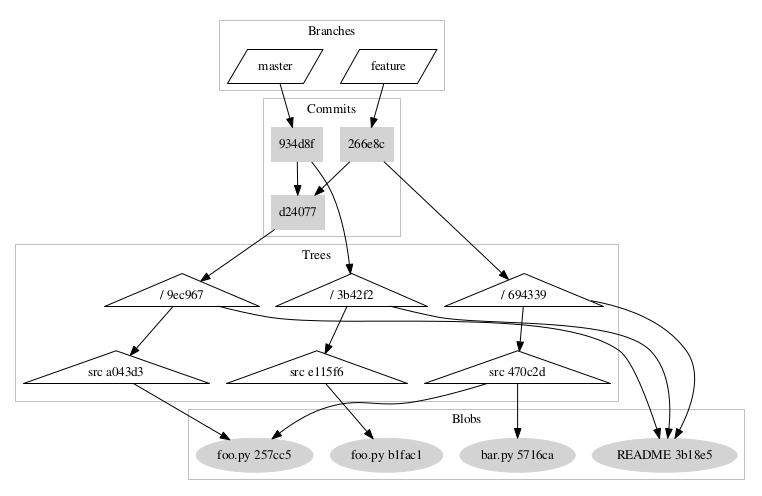 Branches
master
feature
Commits
934d8f
266e8c
d24077
Trees
/ 9ec967
/ 3b42f2
/ 694339
src a043d3
src e115f6
src 470c2d
Blobs
foo.py 257cc5
foo.py b1fac1
bar.py 5716ca
README 3b18e5